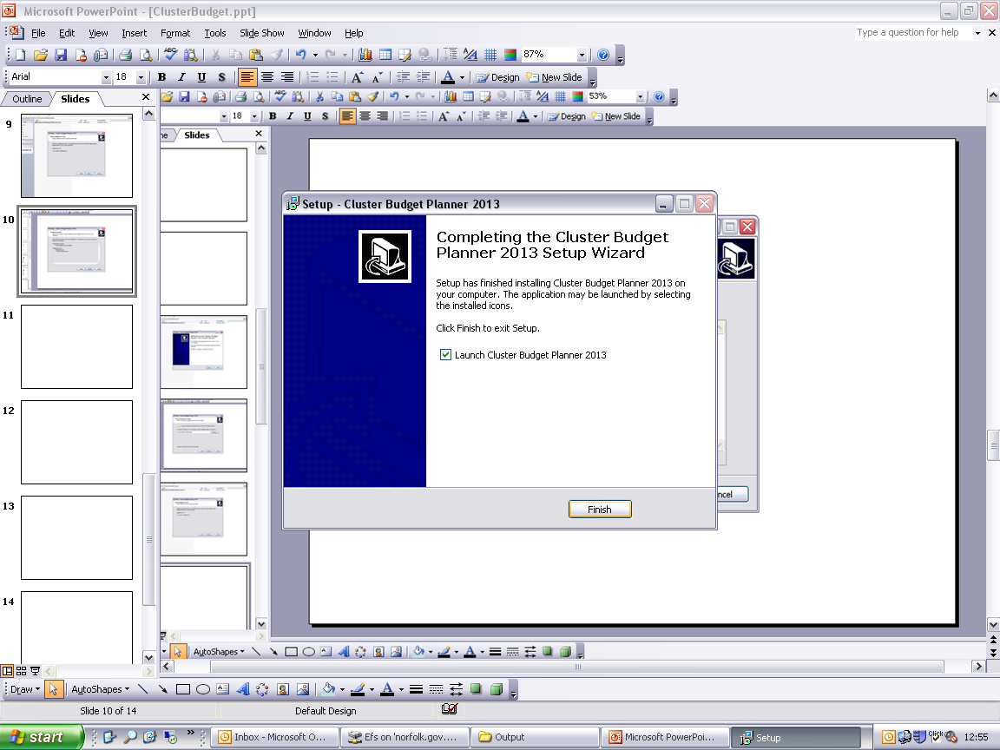 Microsoft PowerPoint - [ClusterBudget.ppt]
File Edit View Insert Format Tools Slide Show Window Help
Type a question for help
87%
Arial 18 B I U S A A A Design New Slide
Outline Slides
53%
18 B I U S A A A Design New Slide
ne Slides
9
10
11
12
13
14
Setup - Cluster Budget Planner 2013
Completing the Cluster Budget
Planner 2013 Setup Wizard
Setup has finished installing Cluster Budget Planner 2013 on
your computer. The application may be launched by selecting
the installed icons.
Click Finish to exit Setup.
Launch Cluster Budget Planner 2013
ncel
Finish
AutoShapes
Draw AutoShapes
Slide 10 of 14 Default Design
start Inbox - Microsoft O... Efs on 'norfolk.gov.... Output Microsoft PowerPoi... Setup Click 12:55